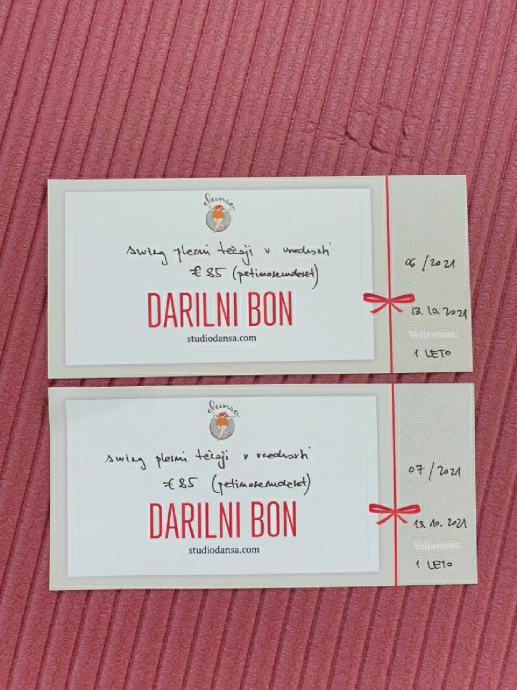 dansa
swing plesni tečaji v vrednosti
€ 85 (petinosemdeset)
DARILNI BON
studiodansa.com
06/2021
13.10.2021
Veljavnost:
1 LETO
dansa
swing plesni tečaji v vrednosti
€ 85 (petinosemdeset)
DARILNI BON
studiodansa.com
07/2021
13.10.2021
Veljavnost:
1 LETO